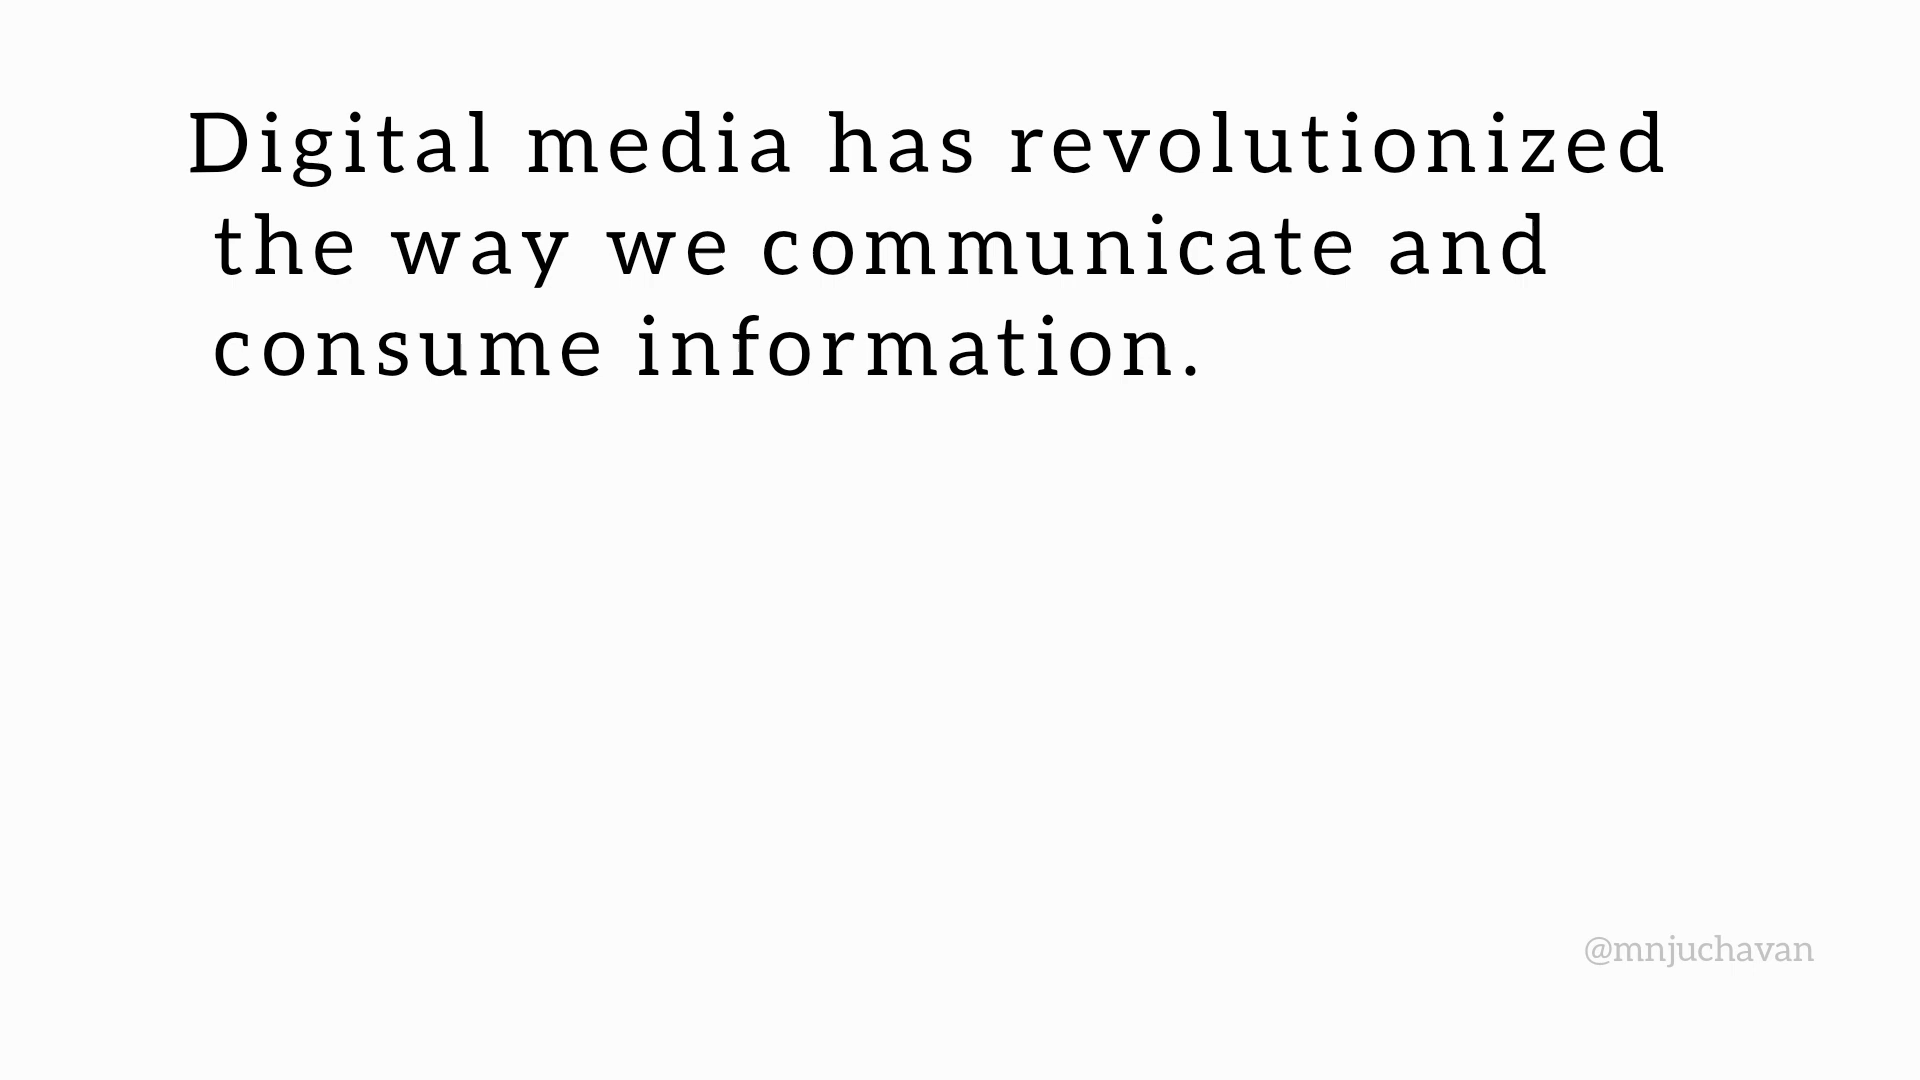 Digital media has revolutionized
the way we communicate and
consume information.
@mnjuchavan